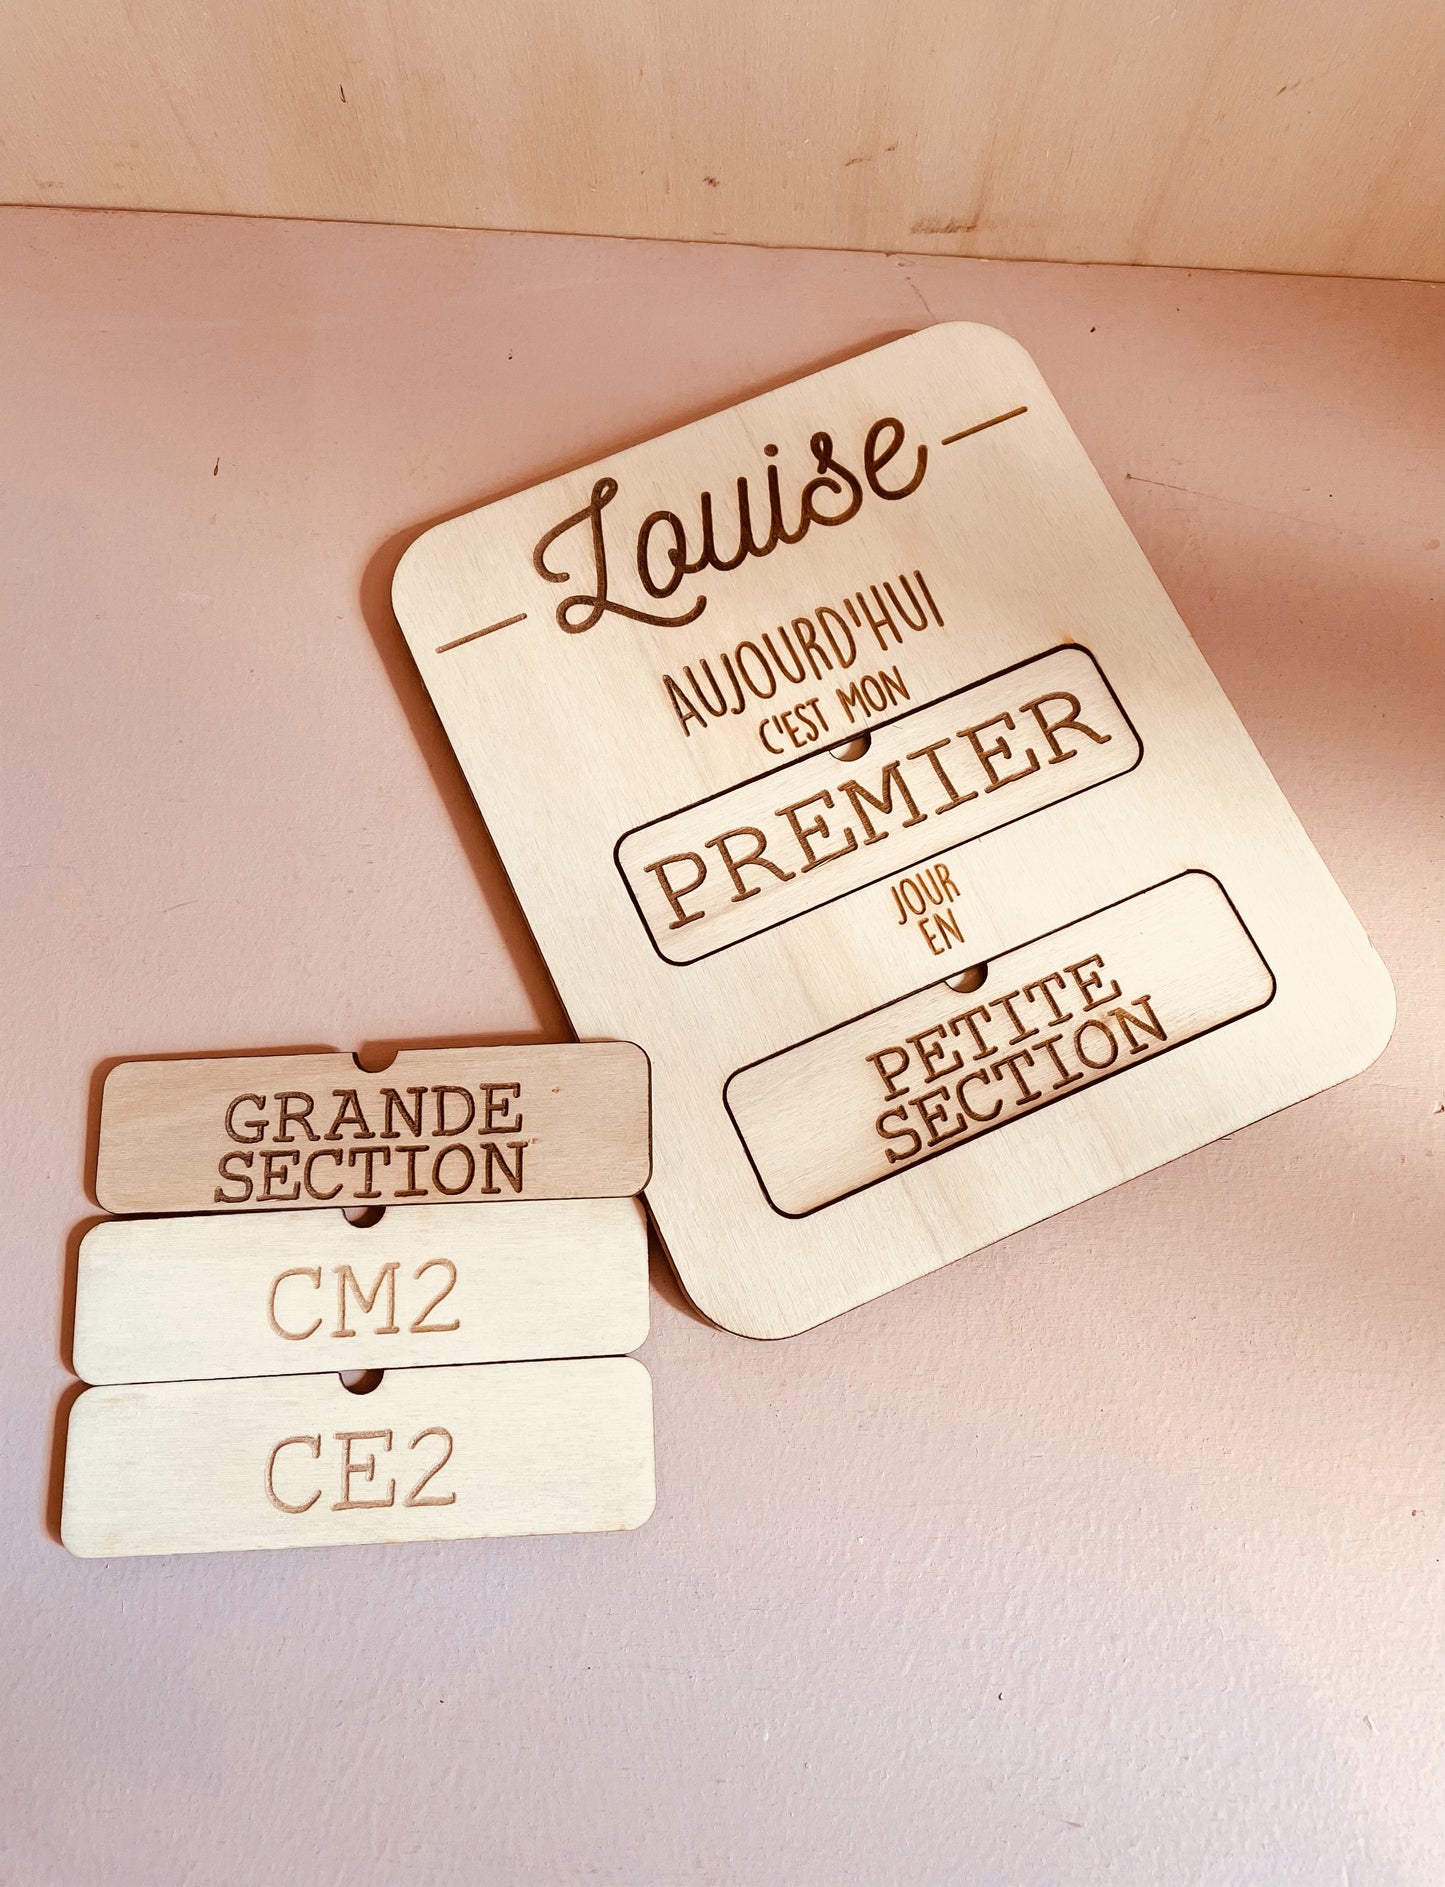 Louise
AUJOURD'HUI
C'EST MON
PREMIER
JOUR
EN
PETITE
SECTION
GRANDE
SECTION
CM2
CE2